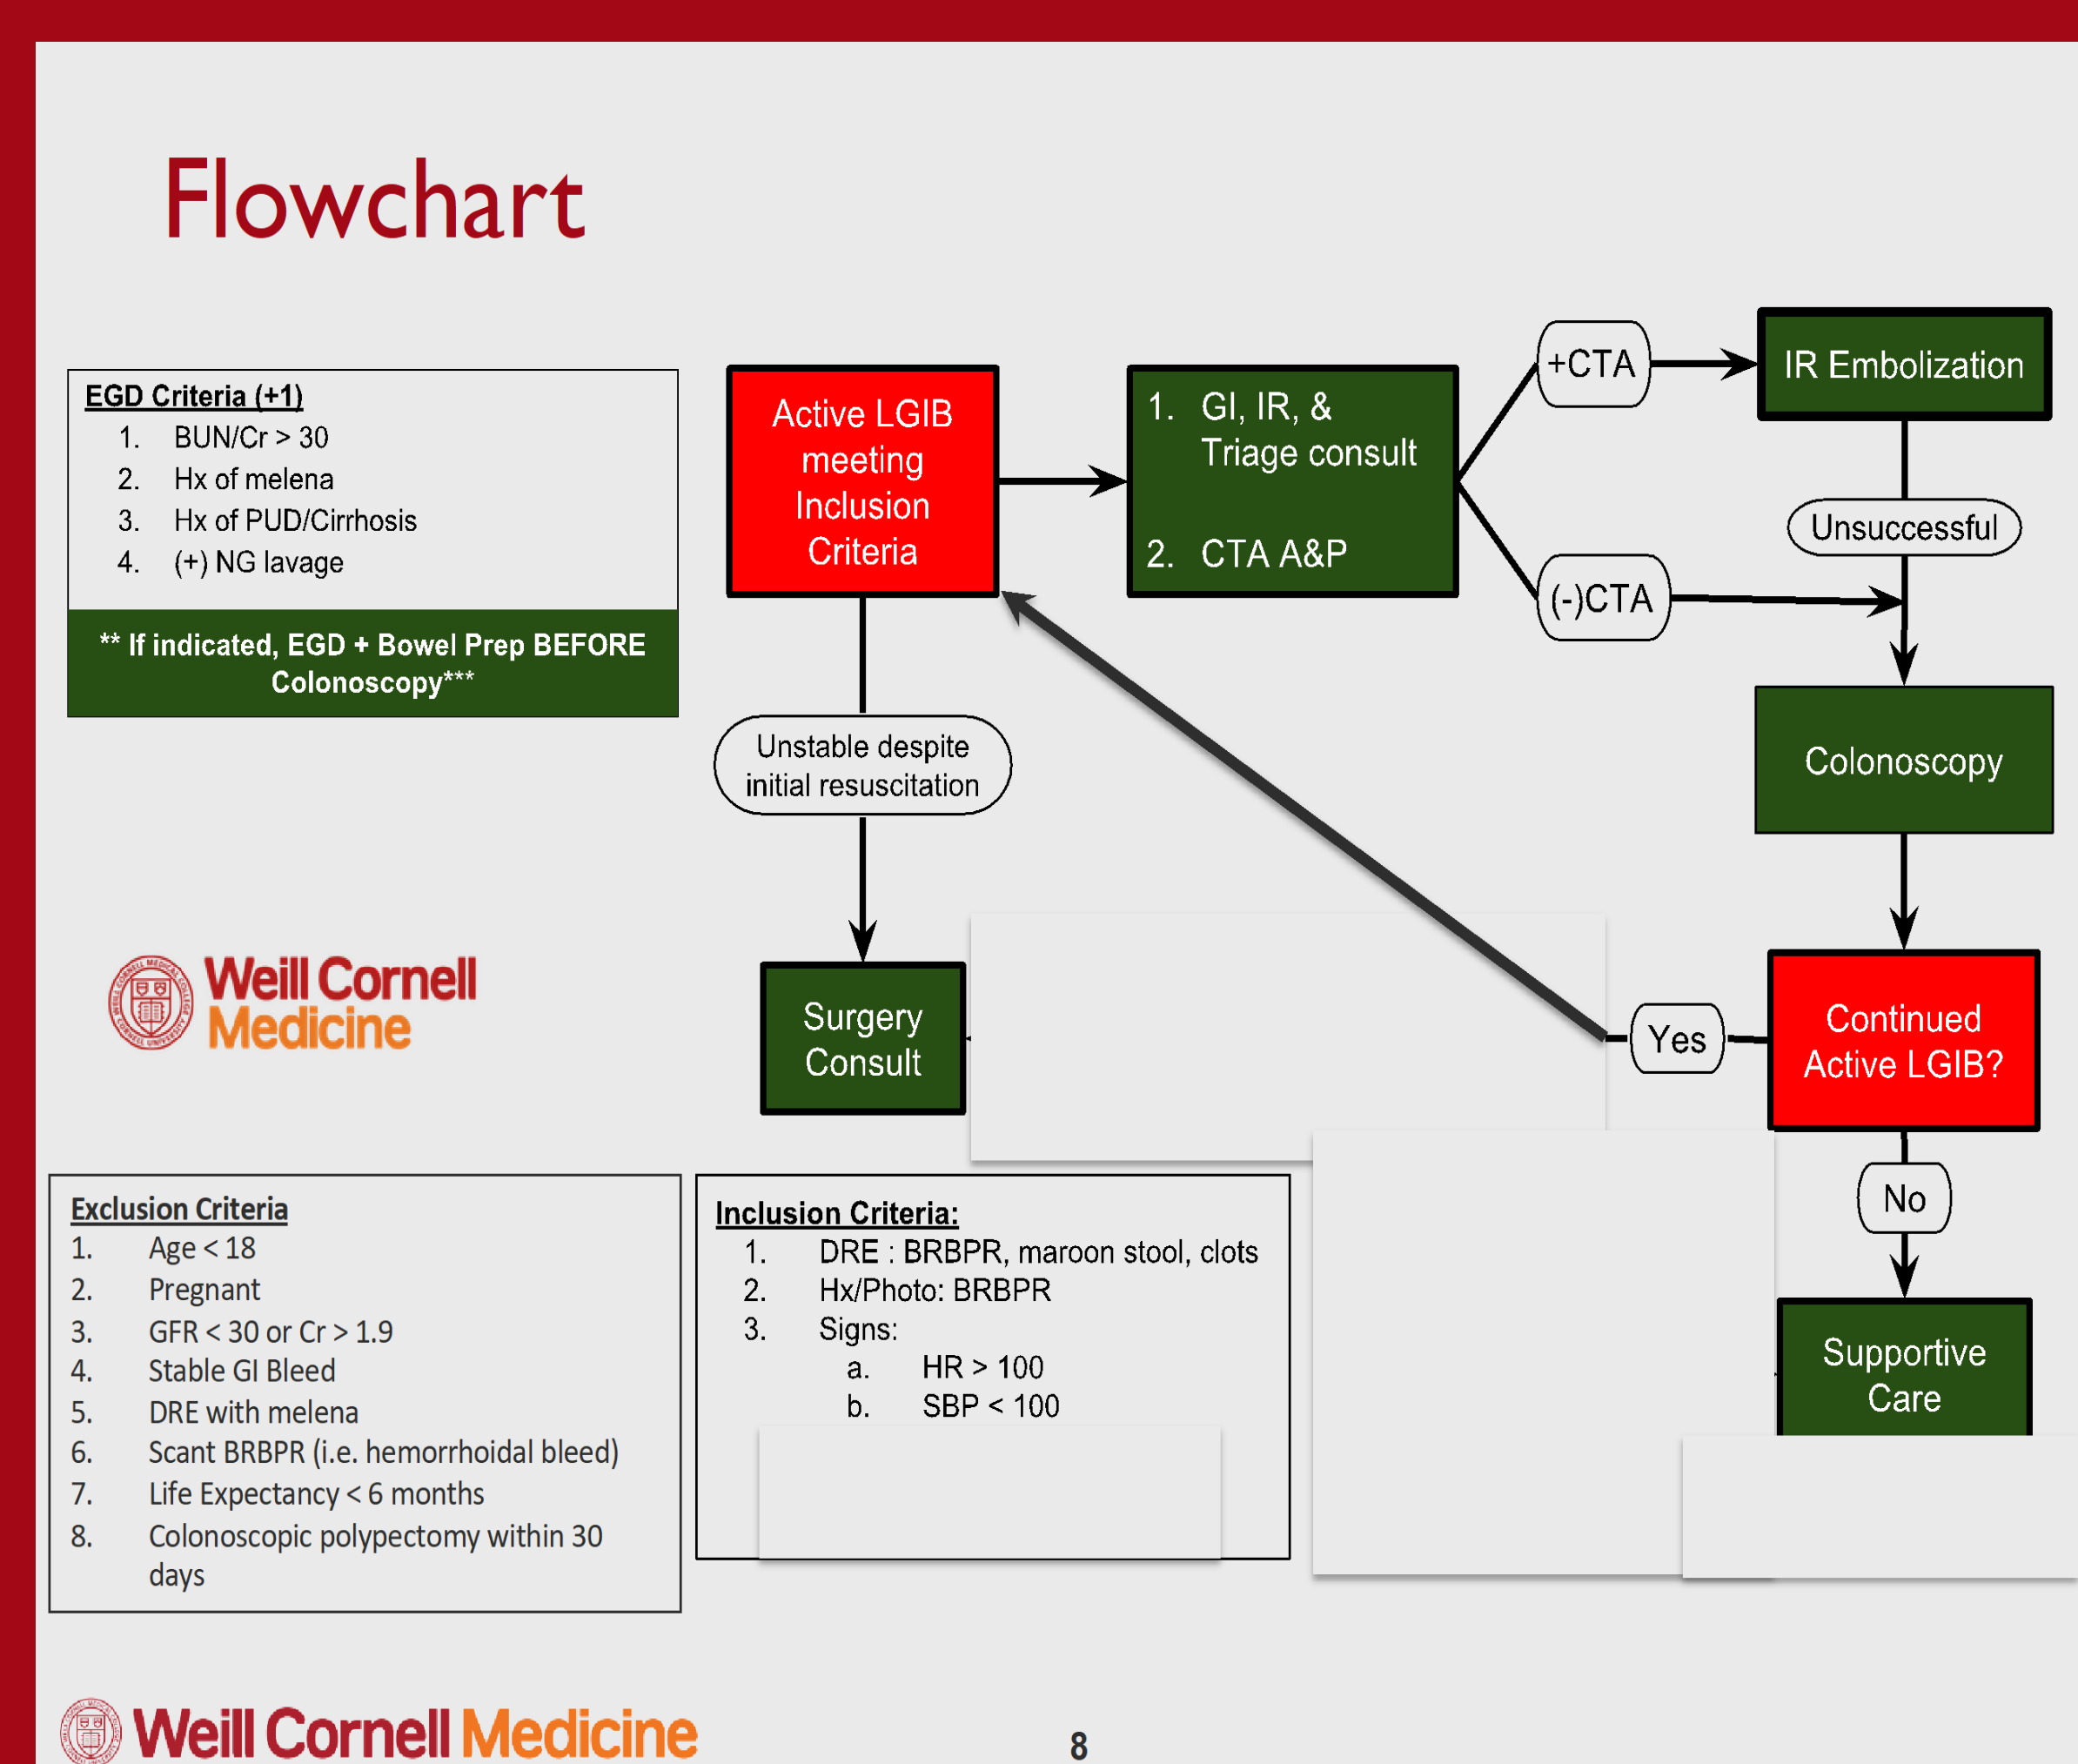 Flowchart
EGD Criteria (+1)
1. BUN/Cr > 30
2. Hx of melena
3. Hx of PUD/Cirrhosis
4. (+) NG lavage
** If indicated, EGD + Bowel Prep BEFORE
Colonoscopy***
Active LGIB
meeting
Inclusion
Criteria
1. GI, IR, &
Triage consult
2. CTA A&P
+CTA
IR Embolization
Unsuccessful
(-)CTA
Colonoscopy
Unstable despite
initial resuscitation
Surgery
Consult
Yes
Continued
Active LGIB?
No
Supportive
Care
Weill Cornell
Medicine
Exclusion Criteria
1. Age < 18
2. Pregnant
3. GFR < 30 or Cr > 1.9
4. Stable GI Bleed
5. DRE with melena
6. Scant BRBPR (i.e. hemorrhoidal bleed)
7. Life Expectancy < 6 months
8. Colonoscopic polypectomy within 30
days
Inclusion Criteria:
1. DRE : BRBPR, maroon stool, clots
2. Hx/Photo: BRBPR
3. Signs:
a. HR > 100
b. SBP < 100
Weill Cornell Medicine
8